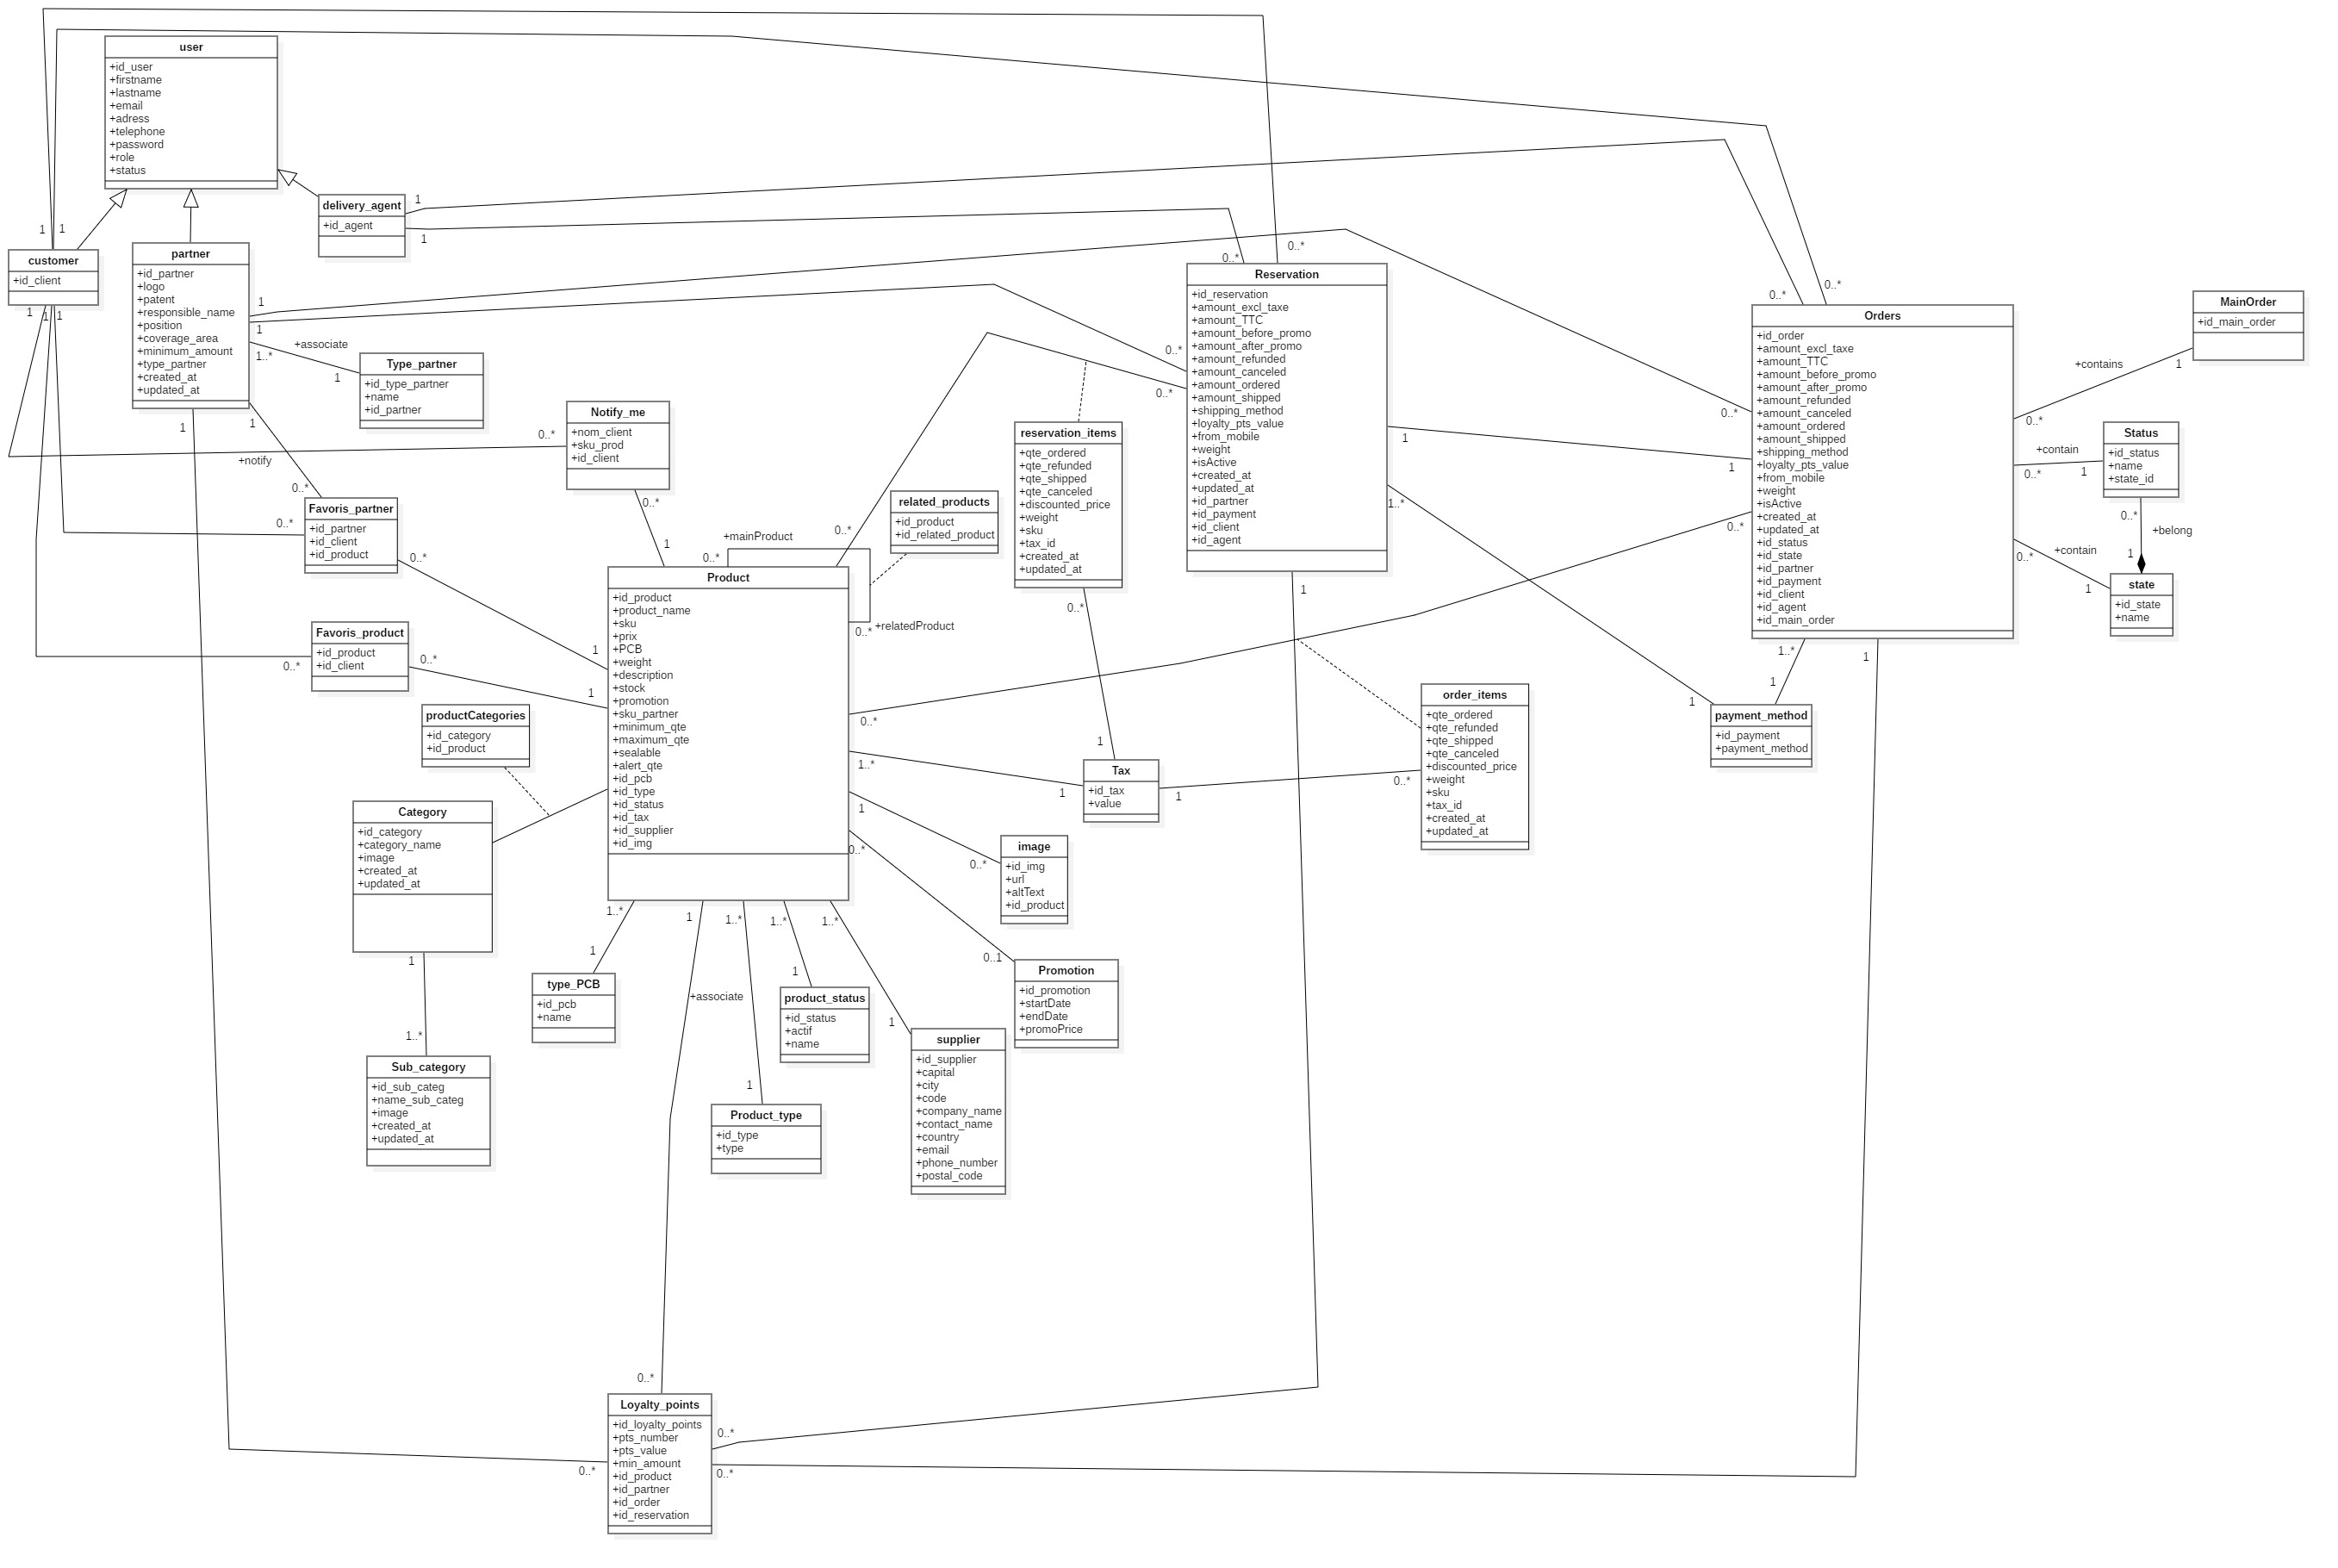 user
+id_user
+firstname
+lastname
+email
+adress
+telephone
+password
+role
+status
delivery_agent
+id_agent
1
1
customer
+id_client
1
1
1
1
1
partner
+id_partner
+logo
+patent
+responsible_name
+position
+coverage_area
+minimum_amount
+type_partner
+created_at
+updated_at
1
1
1..*
1
1
+associate
1
Type_partner
+id_type_partner
+name
+id_partner
Notify_me
+nom_client
+sku_prod
+id_client
0..*
+notify
0..*
1
Favoris_partner
+id_partner
+id_client
+id_product
0..*
0..*
0..*
1
Favoris_product
+id_product
+id_client
0..*
0..*
1
productCategories
+id_category
+id_product
Category
+id_category
+category_name
+image
+created_at
+updated_at
1
1..*
Sub_category
+id_sub_categ
+name_sub_categ
+image
+created_at
+updated_at
Product
+id_product
+product_name
+sku
+prix
+PCB
+weight
+description
+stock
+promotion
+sku_partner
+minimum_qte
+maximum_qte
+sealable
+alert_qte
+id_pcb
+id_type
+id_status
+id_tax
+id_supplier
+id_img
+mainProduct
0..*
0..*
0..*
+relatedProduct
0..*
1..*
1
0..*
1..*
1
1..*
1..*
1..*
related_products
+id_product
+id_related_product
reservation_items
+qte_ordered
+qte_refunded
+qte_shipped
+qte_canceled
+discounted_price
+weight
+sku
+tax_id
+created_at
+updated_at
0..*
1
Reservation
+id_reservation
+amount_excl_taxe
+amount_TTC
+amount_before_promo
+amount_after_promo
+amount_refunded
+amount_canceled
+amount_ordered
+amount_shipped
+shipping_method
+loyalty_pts_value
+from_mobile
+weight
+isActive
+created_at
+updated_at
+id_partner
+id_payment
+id_client
+id_agent
0..*
0..*
0..*
0..*
1
1..*
1
Orders
+id_order
+amount_excl_taxe
+amount_TTC
+amount_before_promo
+amount_after_promo
+amount_refunded
+amount_canceled
+amount_ordered
+amount_shipped
+shipping_method
+loyalty_pts_value
+from_mobile
+weight
+isActive
+created_at
+updated_at
+id_status
+id_state
+id_partner
+id_payment
+id_client
+id_agent
+id_main_order
0..*
0..*
0..*
1
0..*
0..*
0..*
0..*
1..*
1
MainOrder
+id_main_order
+contains
1
Status
+id_status
+name
+state_id
+contain
1
0..*
+belong
1
state
+id_state
+name
+contain
1
payment_method
+id_payment
+payment_method
1
1
order_items
+qte_ordered
+qte_refunded
+qte_shipped
+qte_canceled
+discounted_price
+weight
+sku
+tax_id
+created_at
+updated_at
0..*
Tax
+id_tax
+value
1
1
image
+id_img
+url
+altText
+id_product
0..*
Promotion
+id_promotion
+startDate
+endDate
+promoPrice
0..1
type_PCB
+id_pcb
+name
1
+associate
product_status
+id_status
+actif
+name
1
supplier
+id_supplier
+capital
+city
+code
+company_name
+contact_name
+country
+email
+phone_number
+postal_code
1
Product_type
+id_type
+type
1
Loyalty_points
+id_loyalty_points
+pts_number
+pts_value
+min_amount
+id_product
+id_partner
+id_order
+id_reservation
0..*
0..*
0..*
0..*